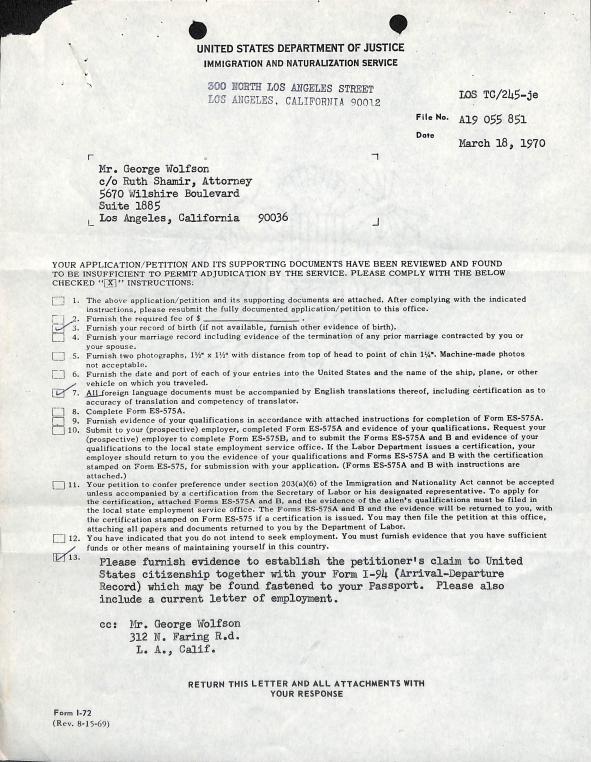 UNITED STATES DEPARTMENT OF JUSTICE
IMMIGRATION AND NATURALIZATION SERVICE
300 NORTH LOS ANGELES STREET
LOS ANGELES, CALIFORNIA 90012
LOS TC/245-je
File No. A19 055 851
Date
March 18, 1970
Mr. George Wolfson
c/o Ruth Shamir, Attorney
5670 Wilshire Boulevard
Suite 1885
Los Angeles, California 90036
YOUR APPLICATION/PETITION AND ITS SUPPORTING DOCUMENTS HAVE BEEN REVIEWED AND FOUND
TO BE INSUFFICIENT TO PERMIT ADJUDICATION BY THE SERVICE. PLEASE COMPLY WITH THE BELOW
CHECKED "[X]" INSTRUCTIONS:
1. The above application/petition and its supporting documents are attached. After complying with the indicated
instructions, please resubmit the fully documented application/petition to this office.
2. Furnish the required fee of $ ____________________ .
3. Furnish your record of birth (if not available, furnish other evidence of birth).
4. Furnish your marriage record including evidence of the termination of any prior marriage contracted by you or
your spouse.
5. Furnish two photographs, 1½" x 1½" with distance from top of head to point of chin 1¼". Machine-made photos
not acceptable.
6. Furnish the date and port of each of your entries into the United States and the name of the ship, plane, or other
vehicle on which you traveled.
7. All foreign language documents must be accompanied by English translations thereof, including certification as to
accuracy of translation and competency of translator.
8. Complete Form ES-575A.
9. Furnish evidence of your qualifications in accordance with attached instructions for completion of Form ES-575A.
10. Submit to your (prospective) employer, completed Form ES-575A and evidence of your qualifications. Request your
(prospective) employer to complete Form ES-575B, and to submit the Forms ES-575A and B and evidence of your
qualifications to the local state employment service office. If the Labor Department issues a certification, your
employer should return to you the evidence of your qualifications and Forms ES-575A and B with the certification
stamped on Form ES-575, for submission with your application. (Forms ES-575A and B with instructions are
attached.)
11. Your petition to confer preference under section 203(a)(6) of the Immigration and Nationality Act cannot be accepted
unless accompanied by a certification from the Secretary of Labor or his designated representative. To apply for
the certification, attached Forms ES-575A and B, and the evidence of the alien's qualifications must be filed in
the local state employment service office. The Forms ES-575A and B and the evidence will be returned to you, with
the certification stamped on Form ES-575 if a certification is issued. You may then file the petition at this office,
attaching all papers and documents returned to you by the Department of Labor.
12. You have indicated that you do not intend to seek employment. You must furnish evidence that you have sufficient
funds or other means of maintaining yourself in this country.
13.
Please furnish evidence to establish the petitioner's claim to United
States citizenship together with your Form I-94 (Arrival-Departure
Record) which may be found fastened to your Passport. Please also
include a current letter of employment.
cc: Mr. George Wolfson
312 N. Faring R.d.
L. A., Calif.
RETURN THIS LETTER AND ALL ATTACHMENTS WITH
YOUR RESPONSE
Form I-72
(Rev. 8-15-69)